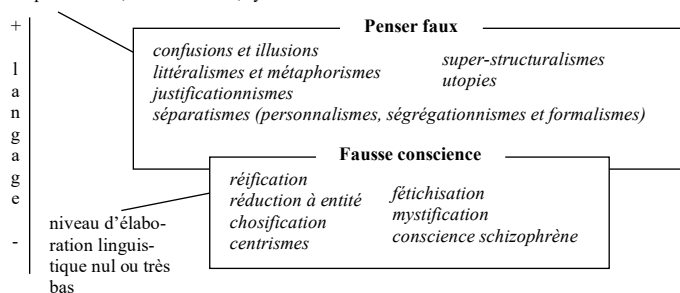 +
langage
-
Penser faux
confusions et illusions
littéralismes et métaphorismes
justificationnismes
séparatismes (personnalismes, ségrégationnismes et formalismes)
super-structuralismes
utopies
Fausse conscience
réification
réduction à entité
chosification
centrismes
fétichisation
mystification
conscience schizophrène
niveau d'élabo-
ration linguis-
tique nul ou très
bas